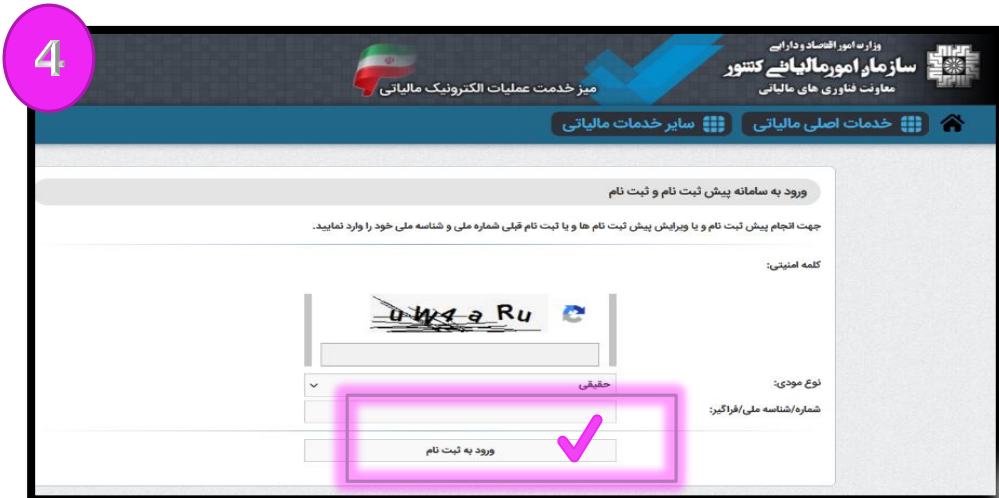 4
وزارت امور اقتصاد و دارایی
سازمان امور مالیاتی کشور
معاونت فناوری های مالیاتی
میز خدمت عملیات الکترونیک مالیاتی
خدمات اصلی مالیاتی
سایر خدمات مالیاتی
ورود به سامانه پیش ثبت نام و ثبت نام
جهت انجام پیش ثبت نام و یا ویرایش پیش ثبت نام ها و یا ثبت نام قبلی شماره ملی و شناسه ملی خود را وارد نمایید.
کلمه امنیتی:
uW4aRu
نوع مودی:
حقیقی
شماره/شناسه ملی/فراگیر:
ورود به ثبت نام